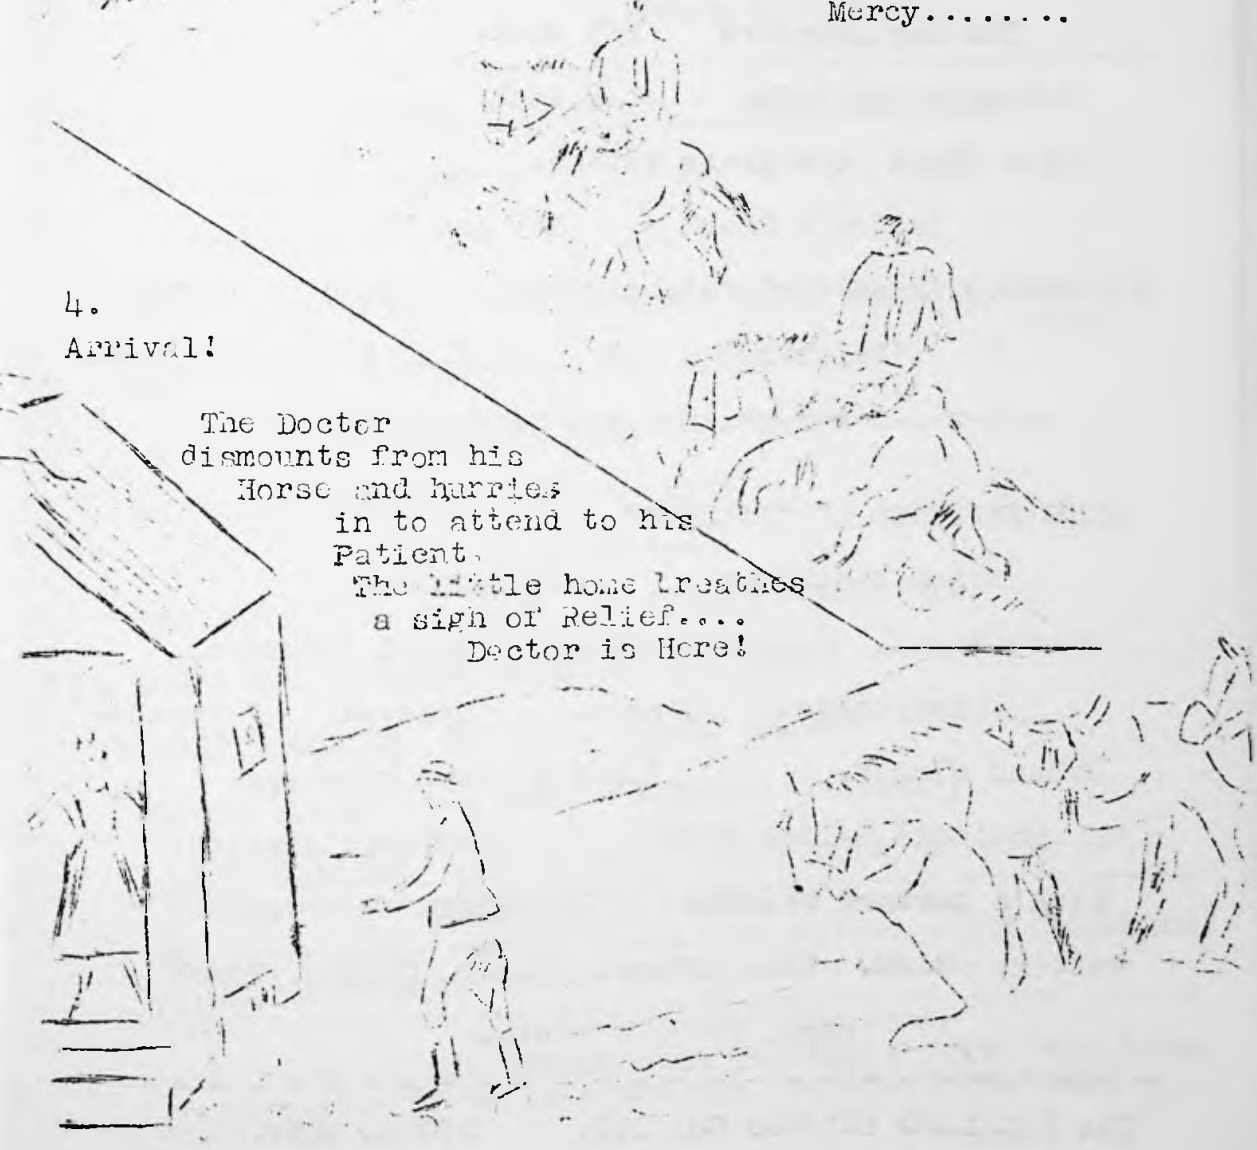 Mercy........
4.
Arrival!
The Doctor
dismounts from his
Horse and hurries
in to attend to his
Patient.
The little home breathes
a sigh of Relief....
Doctor is Here!